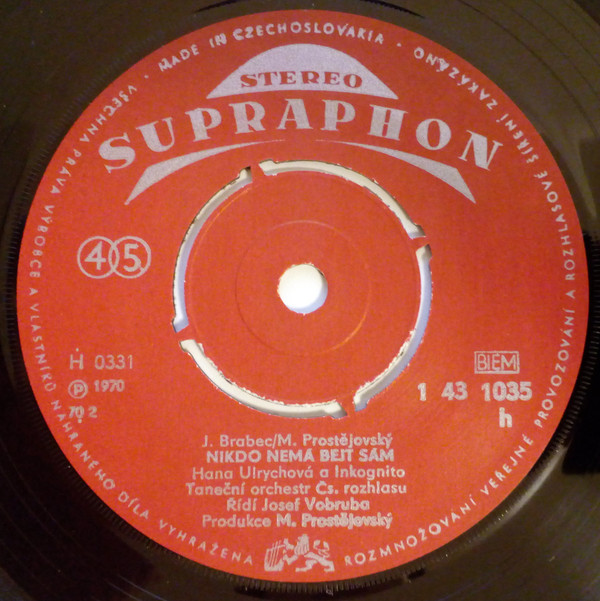 VŠECHNA PRÁVA VÝROBCE A VLASTNÍKŮ NAHRANÉHO DÍLA VYHRAŽENA
· MADE IN CZECHOSLOVAKIA ·
ROZMNOŽOVÁNÍ VEŘEJNÉ PROVOZOVÁNÍ A ROZHLASOVÉ ŠÍŘENÍ ZAKÁZÁNO
STEREO
SUPRAPHON
45
H 0331
℗ 1970
70 2
BIEM
1 43 1035
h
J. Brabec/M. Prostějovský
NIKDO NEMÁ BEJT SÁM
Hana Ulrychová a Inkognito
Taneční orchestr Čs. rozhlasu
Řídí Josef Vobruba
Produkce M. Prostějovský